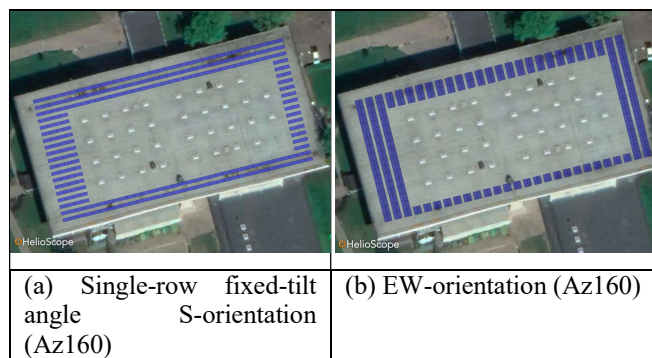 HelioScope
HelioScope
(a) Single-row fixed-tilt
angle S-orientation
(Az160)
(b) EW-orientation (Az160)